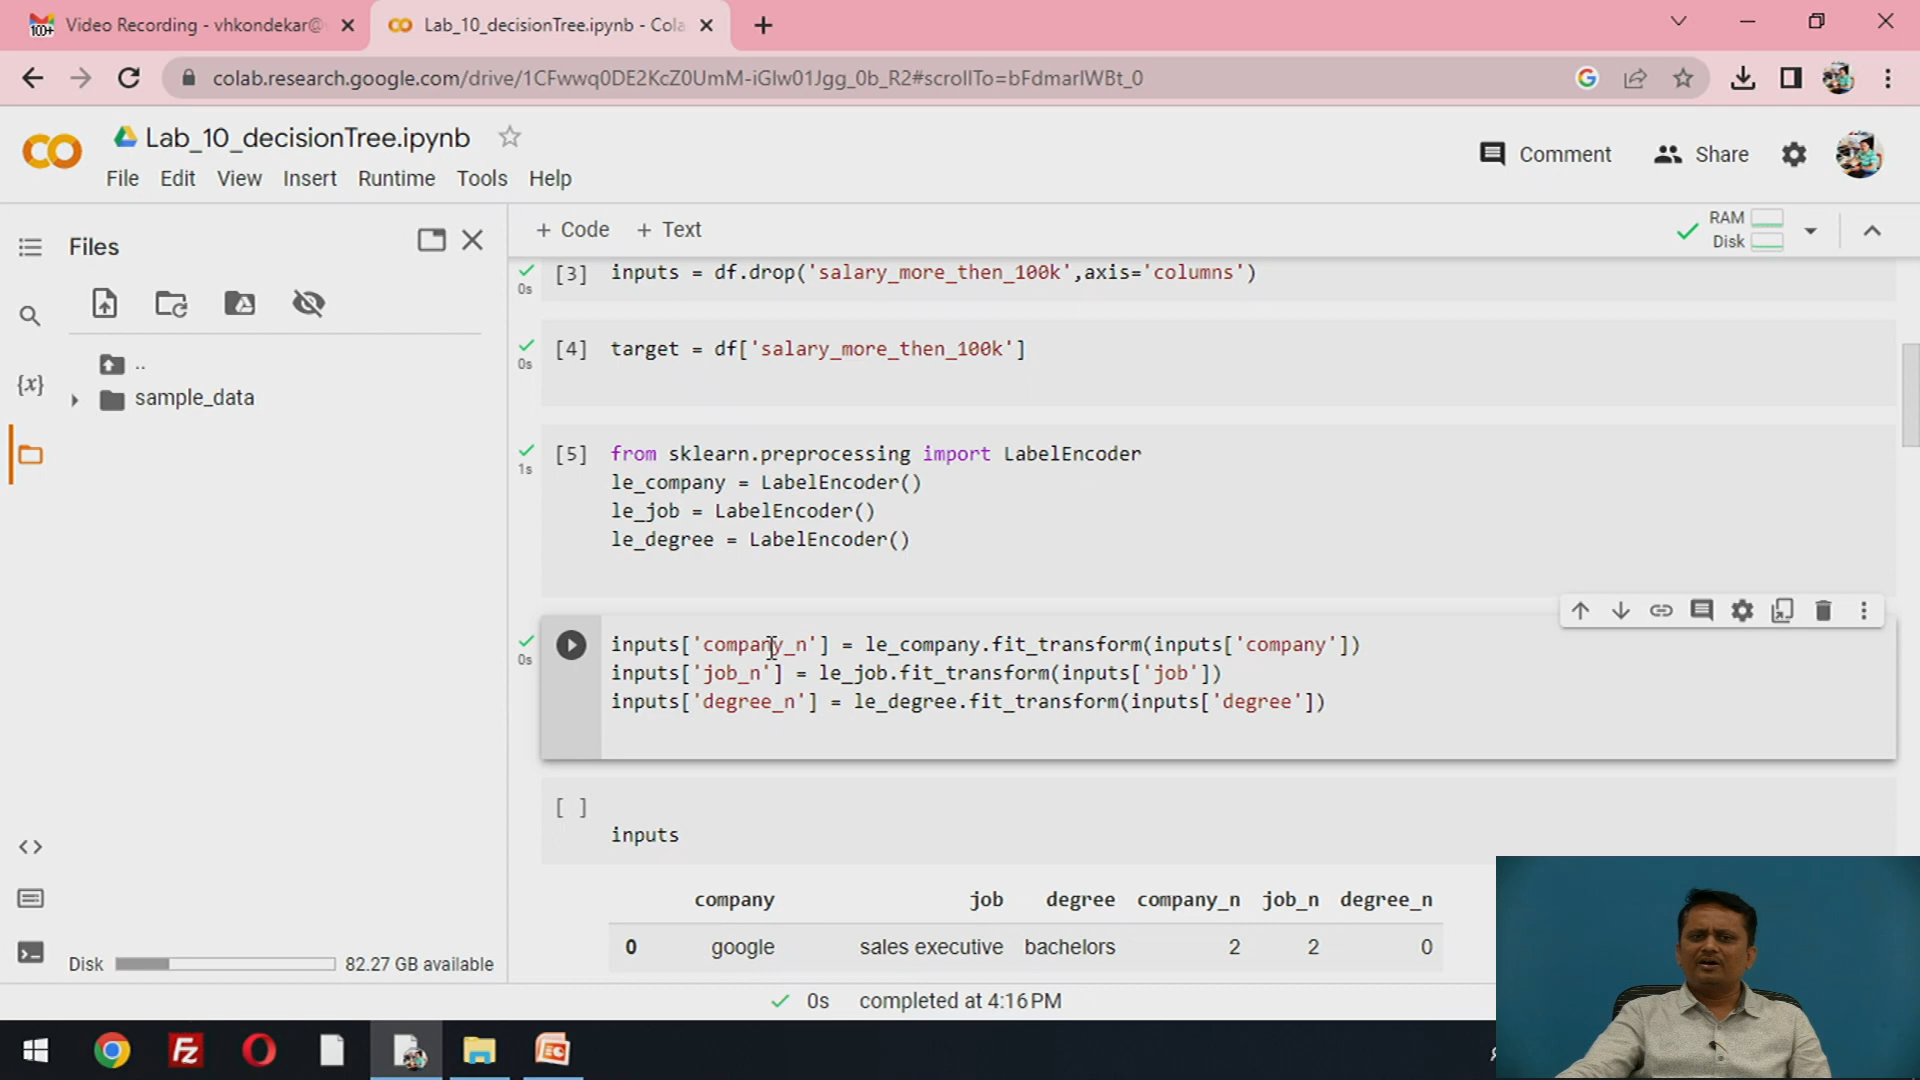 Video Recording - vhkondekar@
Lab_10_decisionTree.ipynb - Cola
colab.research.google.com/drive/1CFwwq0DE2KcZ0UmM-iGlw01Jgg_0b_R2#scrollTo=bFdmarlWBt_0
Lab_10_decisionTree.ipynb
Comment
Share
File Edit View Insert Runtime Tools Help
Files
+ Code + Text
RAM
Disk
..
sample_data
{x}
0s [3] inputs = df.drop('salary_more_then_100k',axis='columns')
0s [4] target = df['salary_more_then_100k']
1s [5] from sklearn.preprocessing import LabelEncoder
le_company = LabelEncoder()
le_job = LabelEncoder()
le_degree = LabelEncoder()
0s inputs['company_n'] = le_company.fit_transform(inputs['company'])
inputs['job_n'] = le_job.fit_transform(inputs['job'])
inputs['degree_n'] = le_degree.fit_transform(inputs['degree'])
[ ]
inputs
company job degree company_n job_n degree_n
0 google sales executive bachelors 2 2 0
Disk 82.27 GB available
0s completed at 4:16 PM